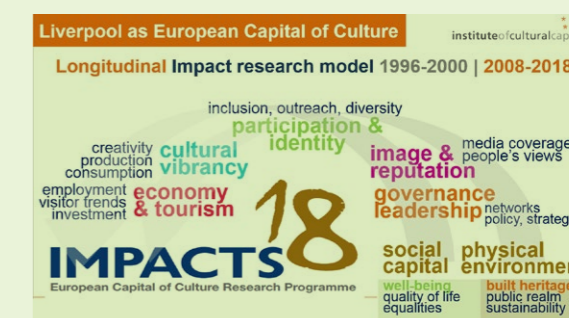 Liverpool as European Capital of Culture
instituteofculturalcap
Longitudinal Impact research model 1996-2000 | 2008-2018
inclusion, outreach, diversity
participation &
identity
creativity
production
consumption
cultural
vibrancy
image &
reputation
media coverage
people's views
employment
visitor trends
investment
economy
& tourism
governance
leadership
networks
policy, strateg
IMPACTS 18
European Capital of Culture Research Programme
social
capital
physical
environmen
well-being
quality of life
equalities
built heritage
public realm
sustainability